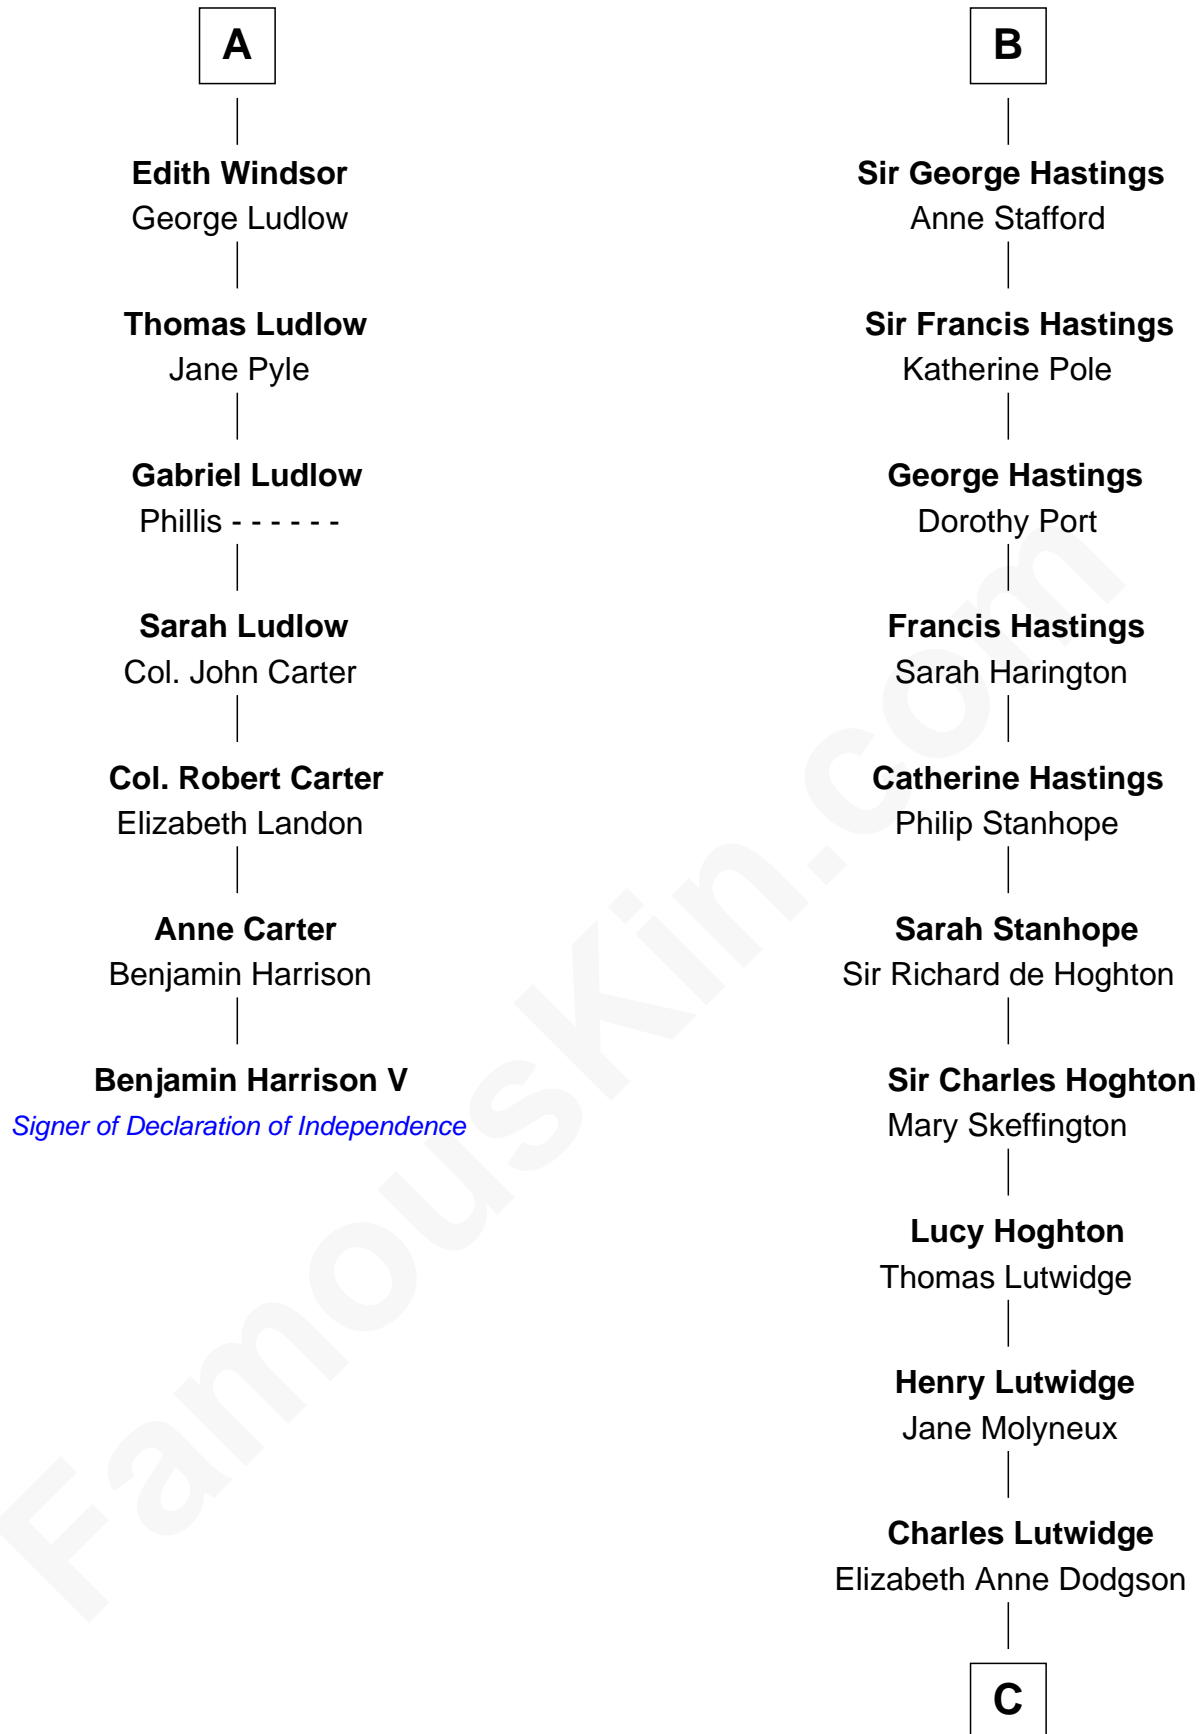 A
Edith Windsor
George Ludlow
Thomas Ludlow
Jane Pyle
Gabriel Ludlow
Phillis - - - - - -
Sarah Ludlow
Col. John Carter
Col. Robert Carter
Elizabeth Landon
Anne Carter
Benjamin Harrison
Benjamin Harrison V
Signer of Declaration of Independence
B
Sir George Hastings
Anne Stafford
Sir Francis Hastings
Katherine Pole
George Hastings
Dorothy Port
Francis Hastings
Sarah Harington
Catherine Hastings
Philip Stanhope
Sarah Stanhope
Sir Richard de Hoghton
Sir Charles Hoghton
Mary Skeffington
Lucy Hoghton
Thomas Lutwidge
Henry Lutwidge
Jane Molyneux
Charles Lutwidge
Elizabeth Anne Dodgson
C
FamousKin.com